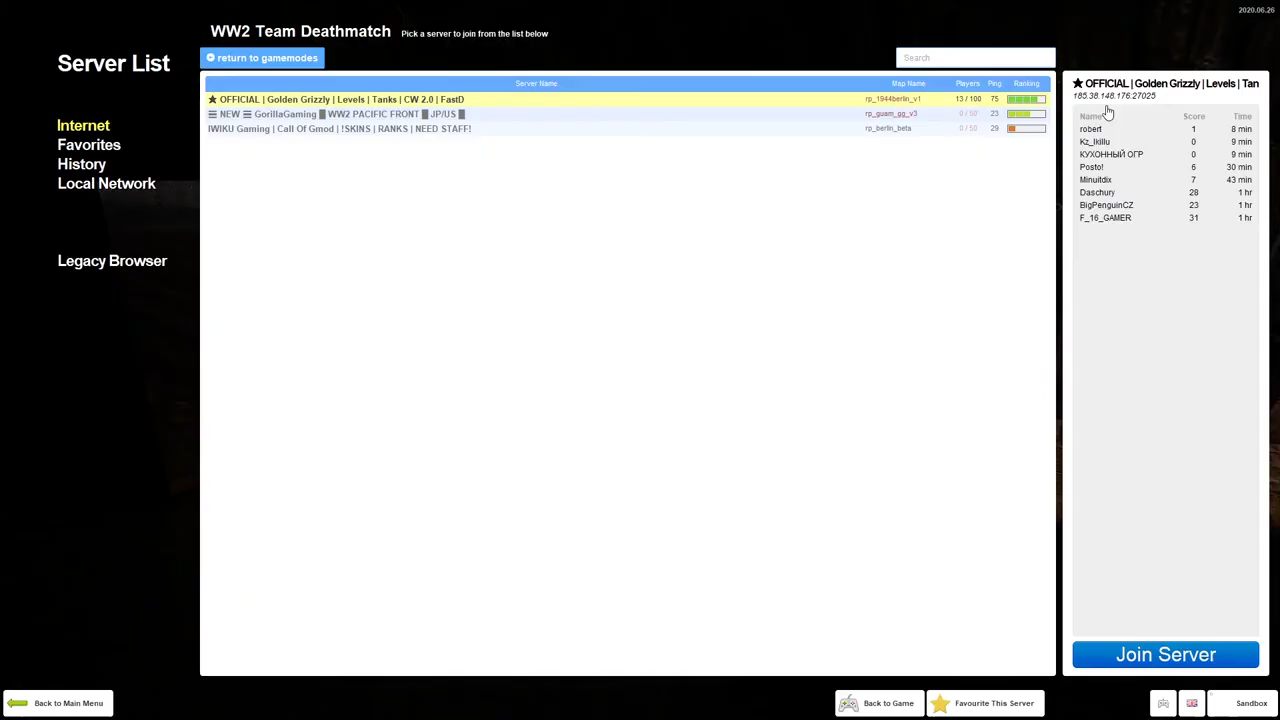 2020.06.26
WW2 Team Deathmatch Pick a server to join from the list below
Server List
return to gamemodes
Search
Internet
Favorites
History
Local Network
Legacy Browser
Server Name Map Name Players Ping Ranking
★ OFFICIAL | Golden Grizzly | Levels | Tanks | CW 2.0 | FastD rp_1944berlin_v1 13 / 100 75
☰ NEW ☰ GorillaGaming █ WW2 PACIFIC FRONT █ JP/US █ rp_guam_gg_v3 0 / 50 23
IWIKU Gaming | Call Of Gmod | !SKINS | RANKS | NEED STAFF! rp_berlin_beta 0 / 50 29
★ OFFICIAL | Golden Grizzly | Levels | Tan
185.38.148.176:27025
Name Score Time
robert 1 8 min
Kz_Ikillu 0 9 min
КУХОННЫЙ ОГР 0 9 min
Posto! 6 30 min
Minuitdix 7 43 min
Daschury 28 1 hr
BigPenguinCZ 23 1 hr
F_16_GAMER 31 1 hr
Join Server
Back to Main Menu
Back to Game
Favourite This Server
Sandbox